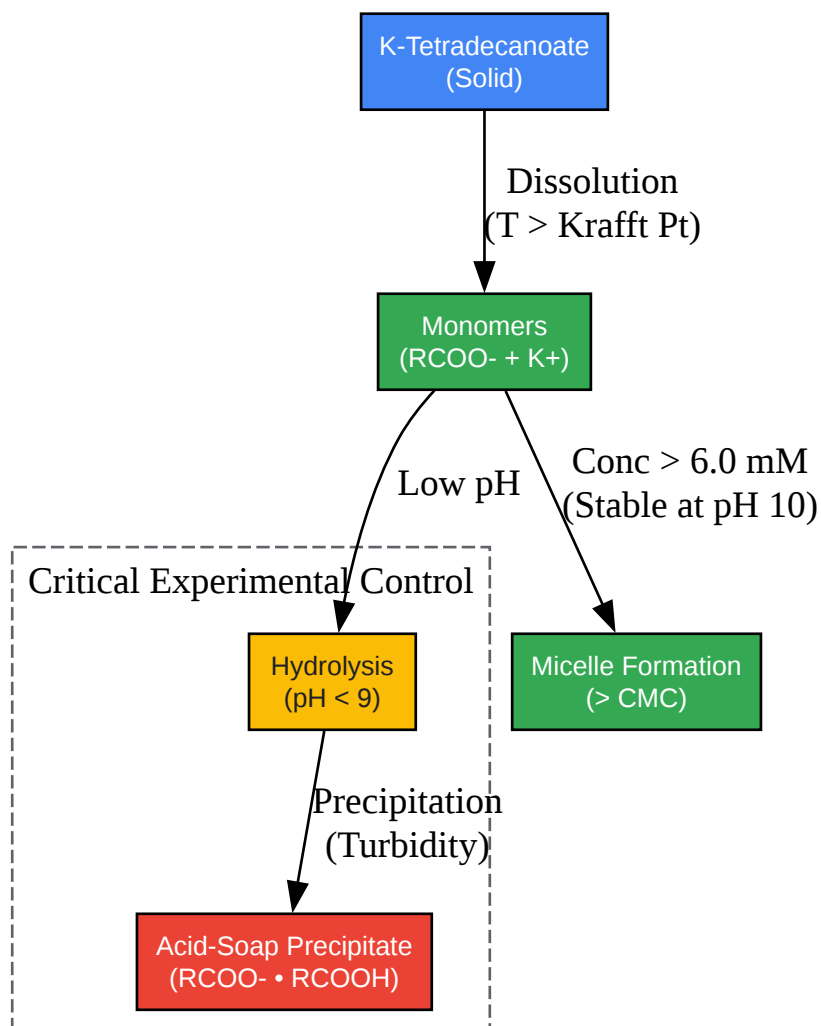 K-Tetradecanoate
(Solid)
Dissolution
(T > Krafft Pt)
Monomers
(RCOO- + K+)
Low pH
Conc > 6.0 mM
(Stable at pH 10)
Critical Experimental Control
Hydrolysis
(pH < 9)
Micelle Formation
(> CMC)
Precipitation
(Turbidity)
Acid-Soap Precipitate
(RCOO- • RCOOH)